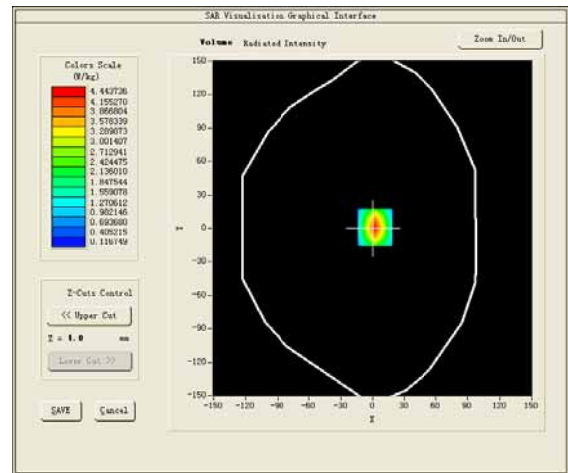 SAR Visualisation Graphical Interface
Volume Radiated Intensity
Zoom In/Out
Colors Scale
(W/kg)
4.443736
4.155270
3.866804
3.578339
3.289873
3.001407
2.712941
2.424475
2.136010
1.847544
1.559078
1.270612
0.982146
0.693680
0.405215
0.116749
Z-Cuts Control
<< Upper Cut
Z = 4.0 mm
Lower Cut >>
SAVE
Cancel
150
120
90
60
30
0
-30
-60
-90
-120
-150
Y
-150 -120 -90 -60 -30 0 30 60 90 120 150
X